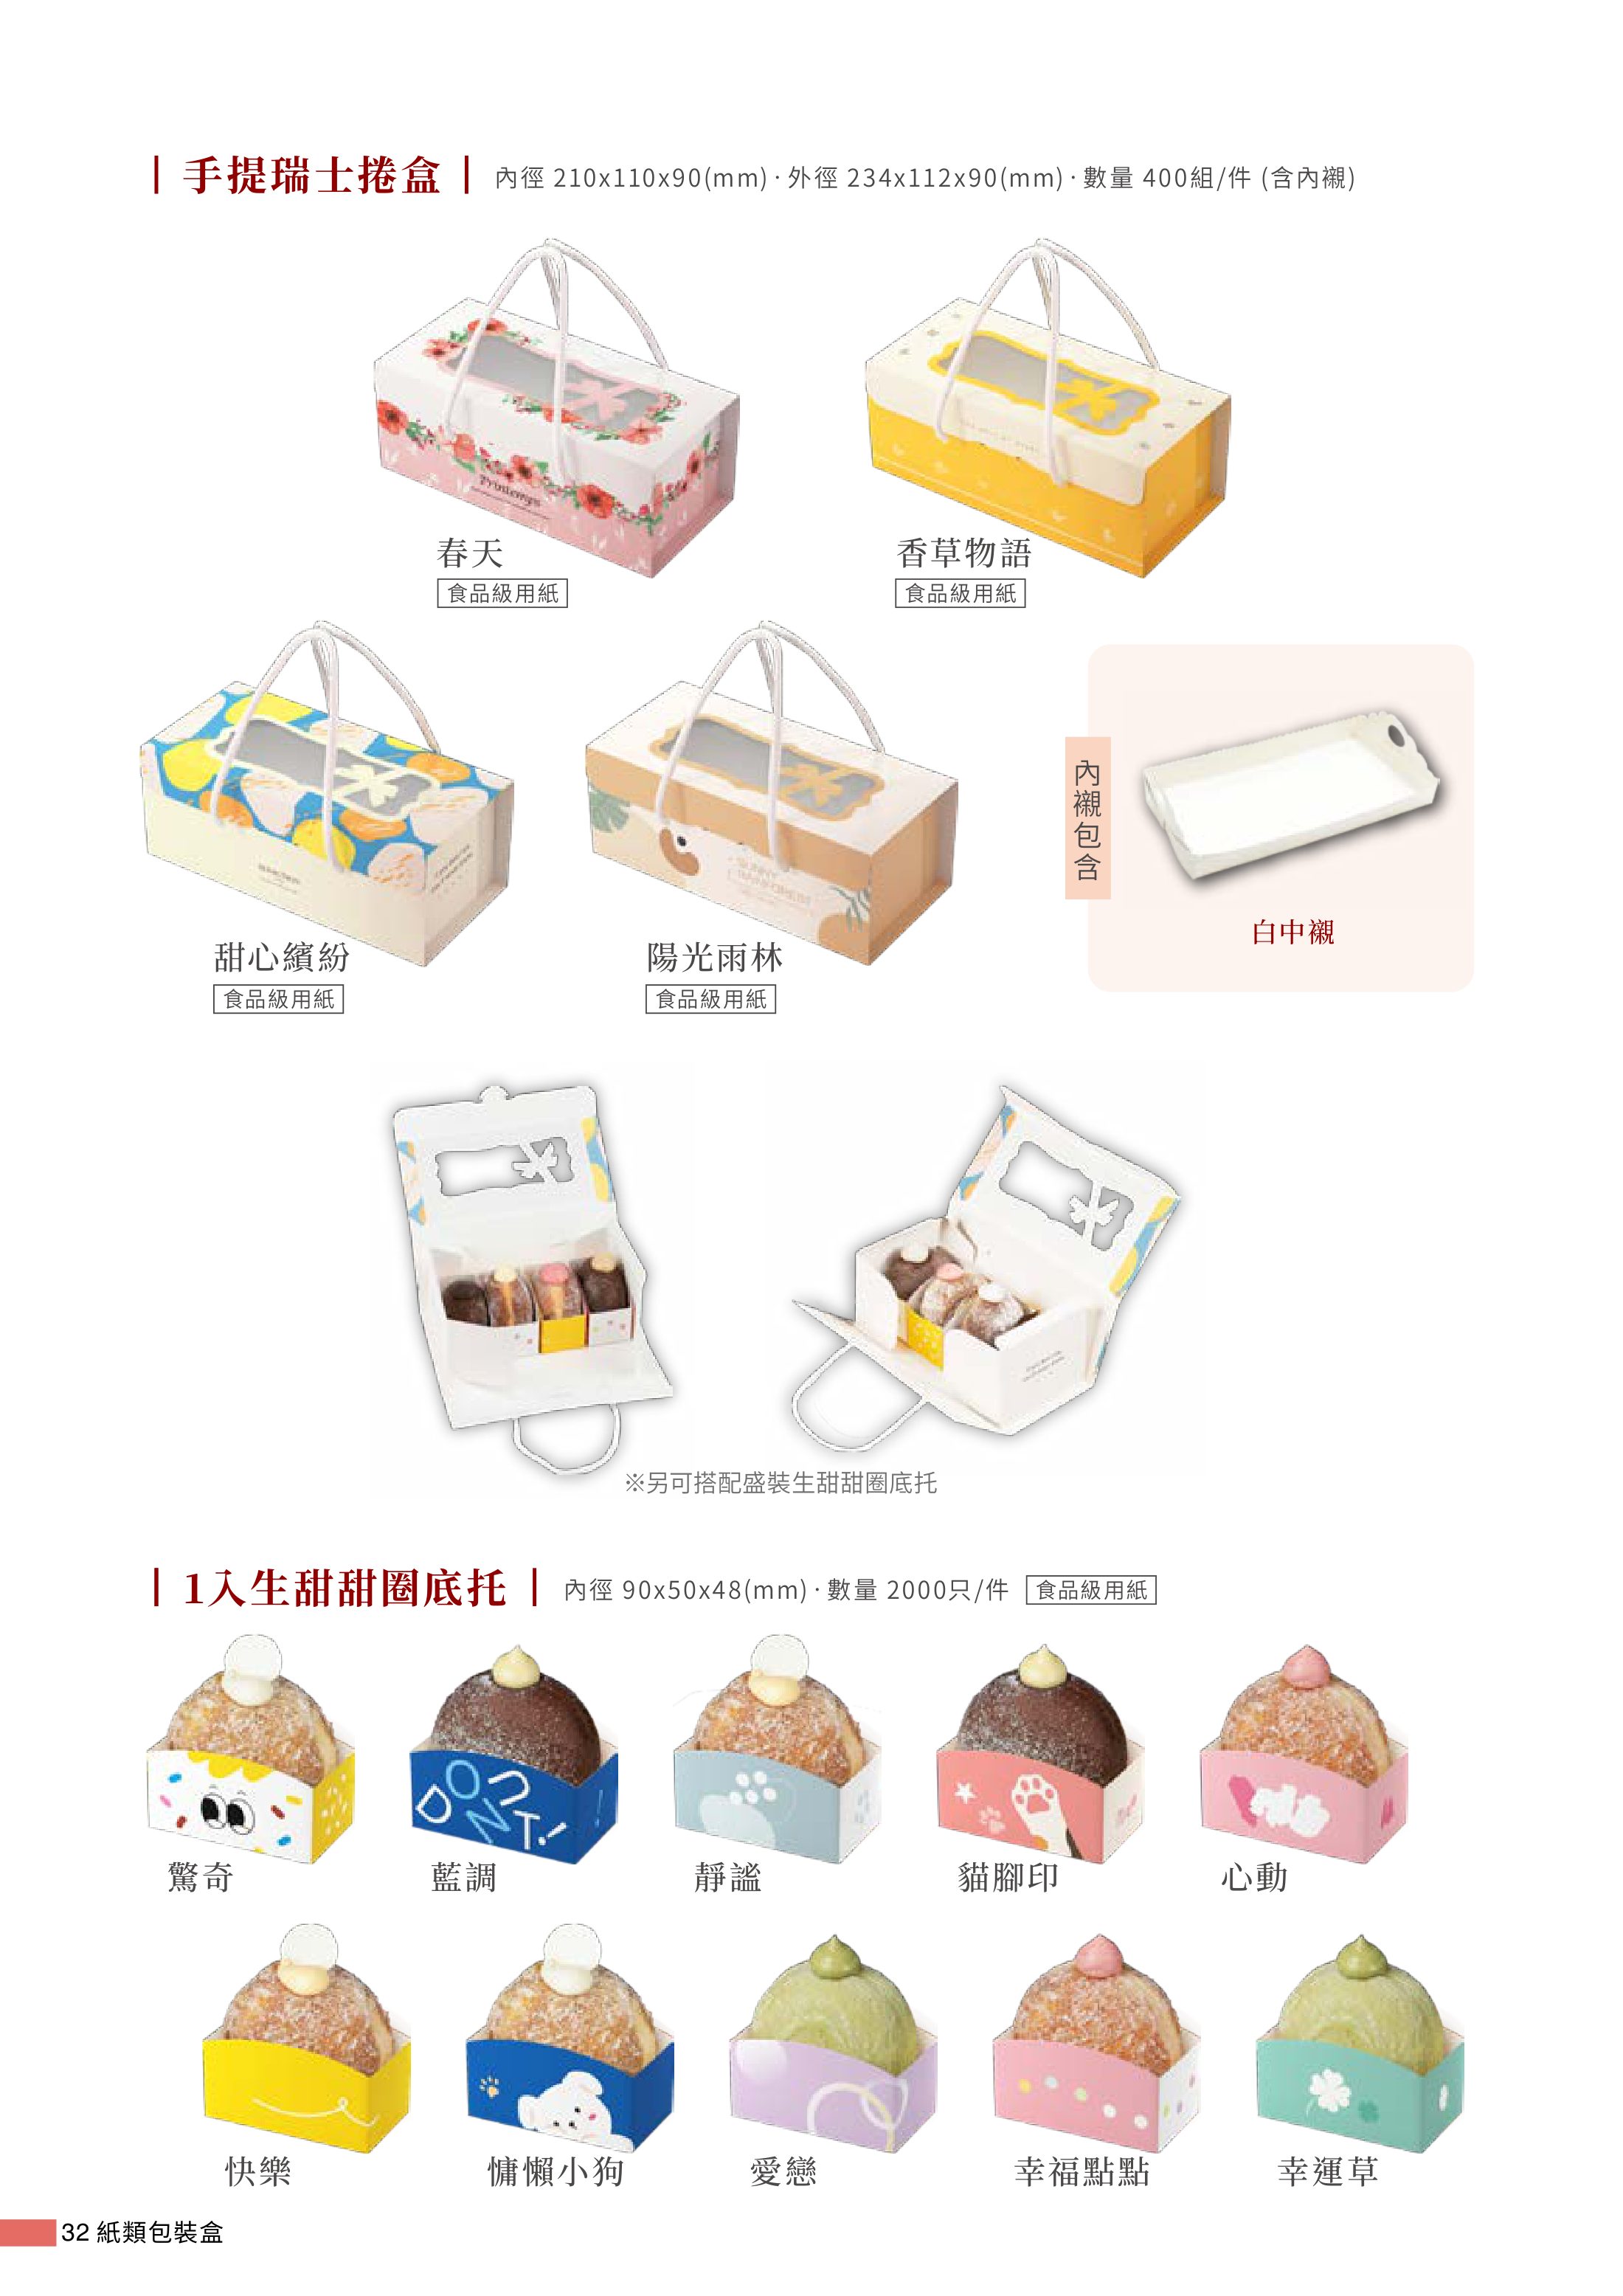 手提瑞士捲盒 內徑 210x110x90(mm)·外徑 234x112x90(mm)·數量 400組/件 (含內襯)
Printemps
春天
食品級用紙
香草物語
食品級用紙
SUNNY
RAINFOREST
甜心繽紛
食品級用紙
陽光雨林
食品級用紙
內襯包含
白中襯
※另可搭配盛裝生甜甜圈底托
1入生甜甜圈底托 內徑 90x50x48(mm)·數量 2000只/件 食品級用紙
DONUT!
驚奇
藍調
靜謐
貓腳印
心動
快樂
慵懶小狗
愛戀
幸福點點
幸運草
32 紙類包裝盒